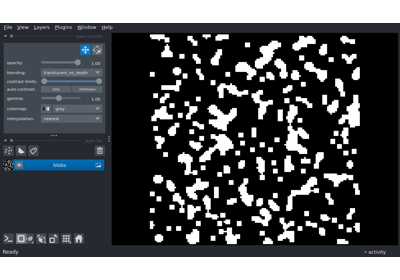 File View Layers Plugins Window Help
opacity: 1.00
blending: translucent_no_depth
contrast limits:
auto-contrast: once continuous
gamma: 1.00
colormap: gray
interpolation: nearest
blobs
Ready
activity